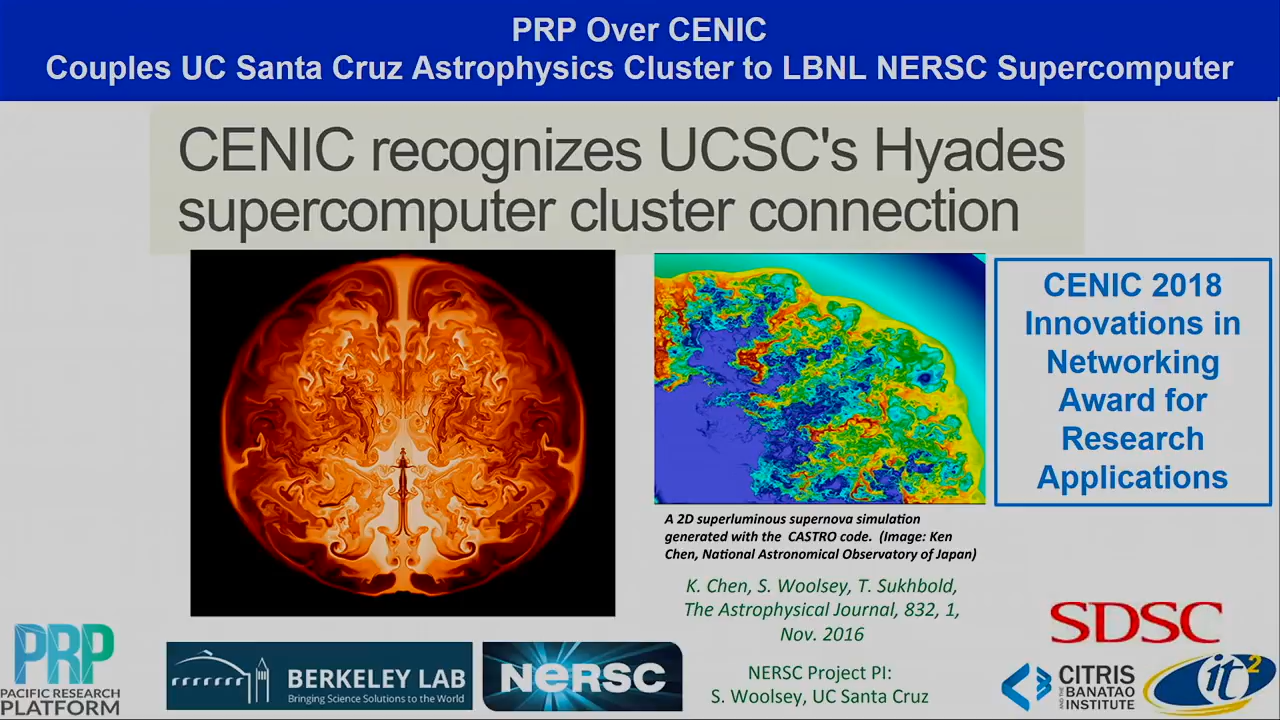 PRP Over CENIC
Couples UC Santa Cruz Astrophysics Cluster to LBNL NERSC Supercomputer
CENIC recognizes UCSC's Hyades
supercomputer cluster connection
CENIC 2018
Innovations in
Networking
Award for
Research
Applications
A 2D superluminous supernova simulation
generated with the CASTRO code. (Image: Ken
Chen, National Astronomical Observatory of Japan)
K. Chen, S. Woolsey, T. Sukhbold,
The Astrophysical Journal, 832, 1,
Nov. 2016
NERSC Project PI:
S. Woolsey, UC Santa Cruz
PRP
PACIFIC RESEARCH
PLATFORM
BERKELEY LAB
Bringing Science Solutions to the World
NERSC
SDSC
CITRIS
AND THE
BANATAO
INSTITUTE
it2